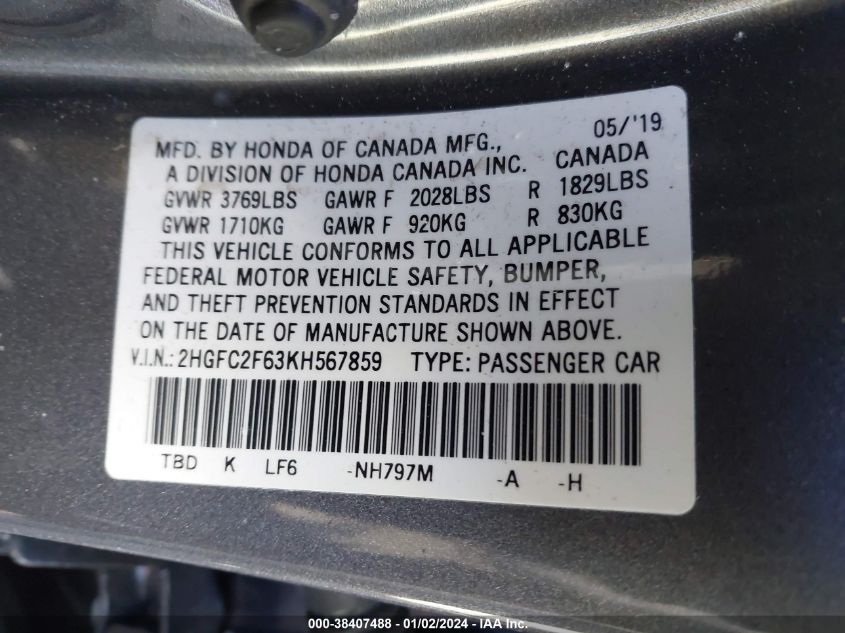 05/'19
MFD. BY HONDA OF CANADA MFG.,
A DIVISION OF HONDA CANADA INC. CANADA
GVWR 3769LBS GAWR F 2028LBS R 1829LBS
GVWR 1710KG GAWR F 920KG R 830KG
THIS VEHICLE CONFORMS TO ALL APPLICABLE
FEDERAL MOTOR VEHICLE SAFETY, BUMPER,
AND THEFT PREVENTION STANDARDS IN EFFECT
ON THE DATE OF MANUFACTURE SHOWN ABOVE.
V.I.N.: 2HGFC2F63KH567859 TYPE: PASSENGER CAR
TBD K LF6 -NH797M -A -H
000-38407488 - 01/02/2024 - IAAI.COM